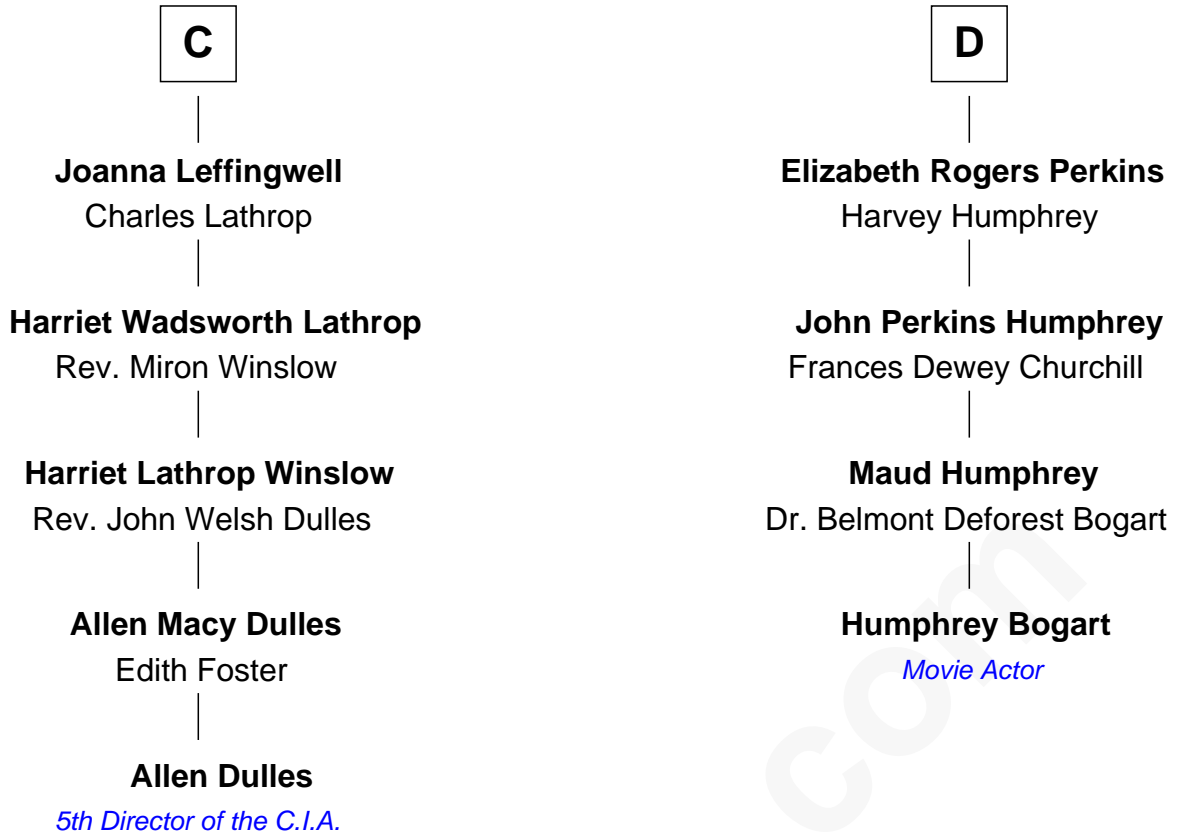 C
Joanna Leffingwell
Charles Lathrop
Harriet Wadsworth Lathrop
Rev. Miron Winslow
Harriet Lathrop Winslow
Rev. John Welsh Dulles
Allen Macy Dulles
Edith Foster
Allen Dulles
5th Director of the C.I.A.
D
Elizabeth Rogers Perkins
Harvey Humphrey
John Perkins Humphrey
Frances Dewey Churchill
Maud Humphrey
Dr. Belmont Deforest Bogart
Humphrey Bogart
Movie Actor
com